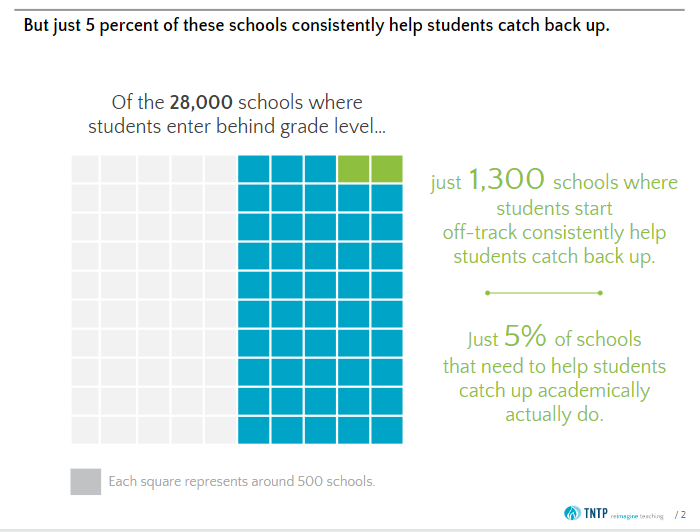 But just 5 percent of these schools consistently help students catch back up.
Of the 28,000 schools where
students enter behind grade level...
just 1,300 schools where
students start
off-track consistently help
students catch back up.
Just 5% of schools
that need to help students
catch up academically
actually do.
Each square represents around 500 schools.
TNTP reimagine teaching / 2